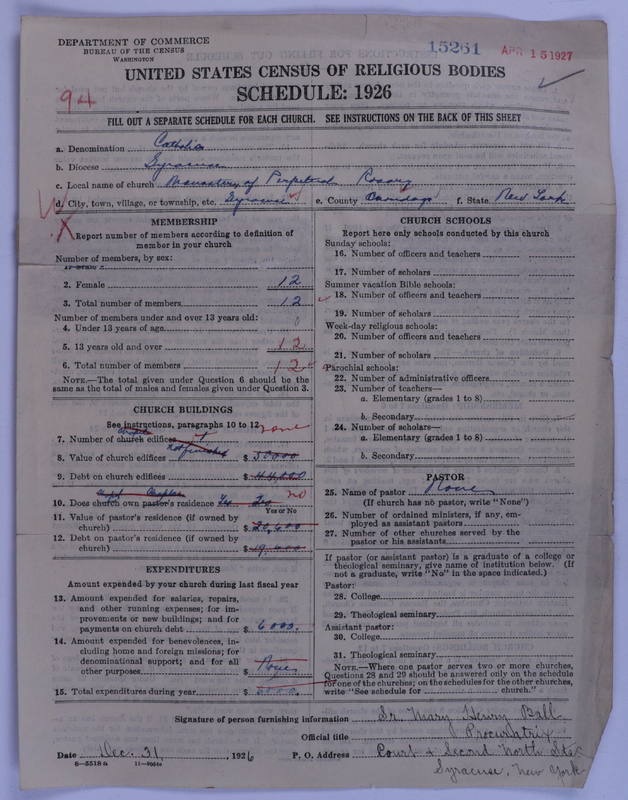 DEPARTMENT OF COMMERCE
BUREAU OF THE CENSUS
WASHINGTON
15261 APR 15 1927
UNITED STATES CENSUS OF RELIGIOUS BODIES
SCHEDULE: 1926
94
FILL OUT A SEPARATE SCHEDULE FOR EACH CHURCH. SEE INSTRUCTIONS ON THE BACK OF THIS SHEET
a. Denomination Catholic
b. Diocese Syracuse
c. Local name of church Monastery of Perpetual Rosary
d. City, town, village, or township, etc. Syracuse e. County Onondaga f. State New York
X
MEMBERSHIP
Report number of members according to definition of
member in your church
Number of members, by sex:
2. Female 12
3. Total number of members 12
Number of members under and over 13 years old:
4. Under 13 years of age 0
5. 13 years old and over 12
6. Total number of members 12
NOTE.—The total given under Question 6 should be the
same as the total of males and females given under Question 3.
CHURCH BUILDINGS
See instructions, paragraphs 10 to 12 none
7. Number of church edifices 1
not finished
8. Value of church edifices $
9. Debt on church edifices $ 44,000
Chapel no
10. Does church own pastor's residence
Yes or No
11. Value of pastor's residence (if owned by
church) $
12. Debt on pastor's residence (if owned by
church) $
EXPENDITURES
Amount expended by your church during last fiscal year
13. Amount expended for salaries, repairs,
and other running expenses; for im-
provements or new buildings; and for
payments on church debt $ 6000.
14. Amount expended for benevolences, in-
cluding home and foreign missions; for
denominational support; and for all
other purposes $ None
15. Total expenditures during year $
CHURCH SCHOOLS
Report here only schools conducted by this church
Sunday schools:
16. Number of officers and teachers
17. Number of scholars
Summer vacation Bible schools:
18. Number of officers and teachers
19. Number of scholars
Week-day religious schools:
20. Number of officers and teachers
21. Number of scholars
Parochial schools:
22. Number of administrative officers
23. Number of teachers—
a. Elementary (grades 1 to 8)
b. Secondary
24. Number of scholars—
a. Elementary (grades 1 to 8)
b. Secondary
PASTOR
25. Name of pastor None
(If church has no pastor, write "None")
26. Number of ordained ministers, if any, em-
ployed as assistant pastors
27. Number of other churches served by the
pastor or his assistants
If pastor (or assistant pastor) is a graduate of a college or
theological seminary, give name of institution below. (If
not a graduate, write "No" in the space indicated.)
Pastor:
28. College
29. Theological seminary
Assistant pastor:
30. College
31. Theological seminary
NOTE.—Where one pastor serves two or more churches,
Questions 28 and 29 should be answered only on the schedule
for one of the churches; on the schedules for the other churches,
write "See schedule for church."
Signature of person furnishing information Sr. Mary Henry Ball
Official title Procuratrix
Date Dec. 31, 1926 P. O. Address Court & Second North Sts.
8-5518 a Syracuse, New York